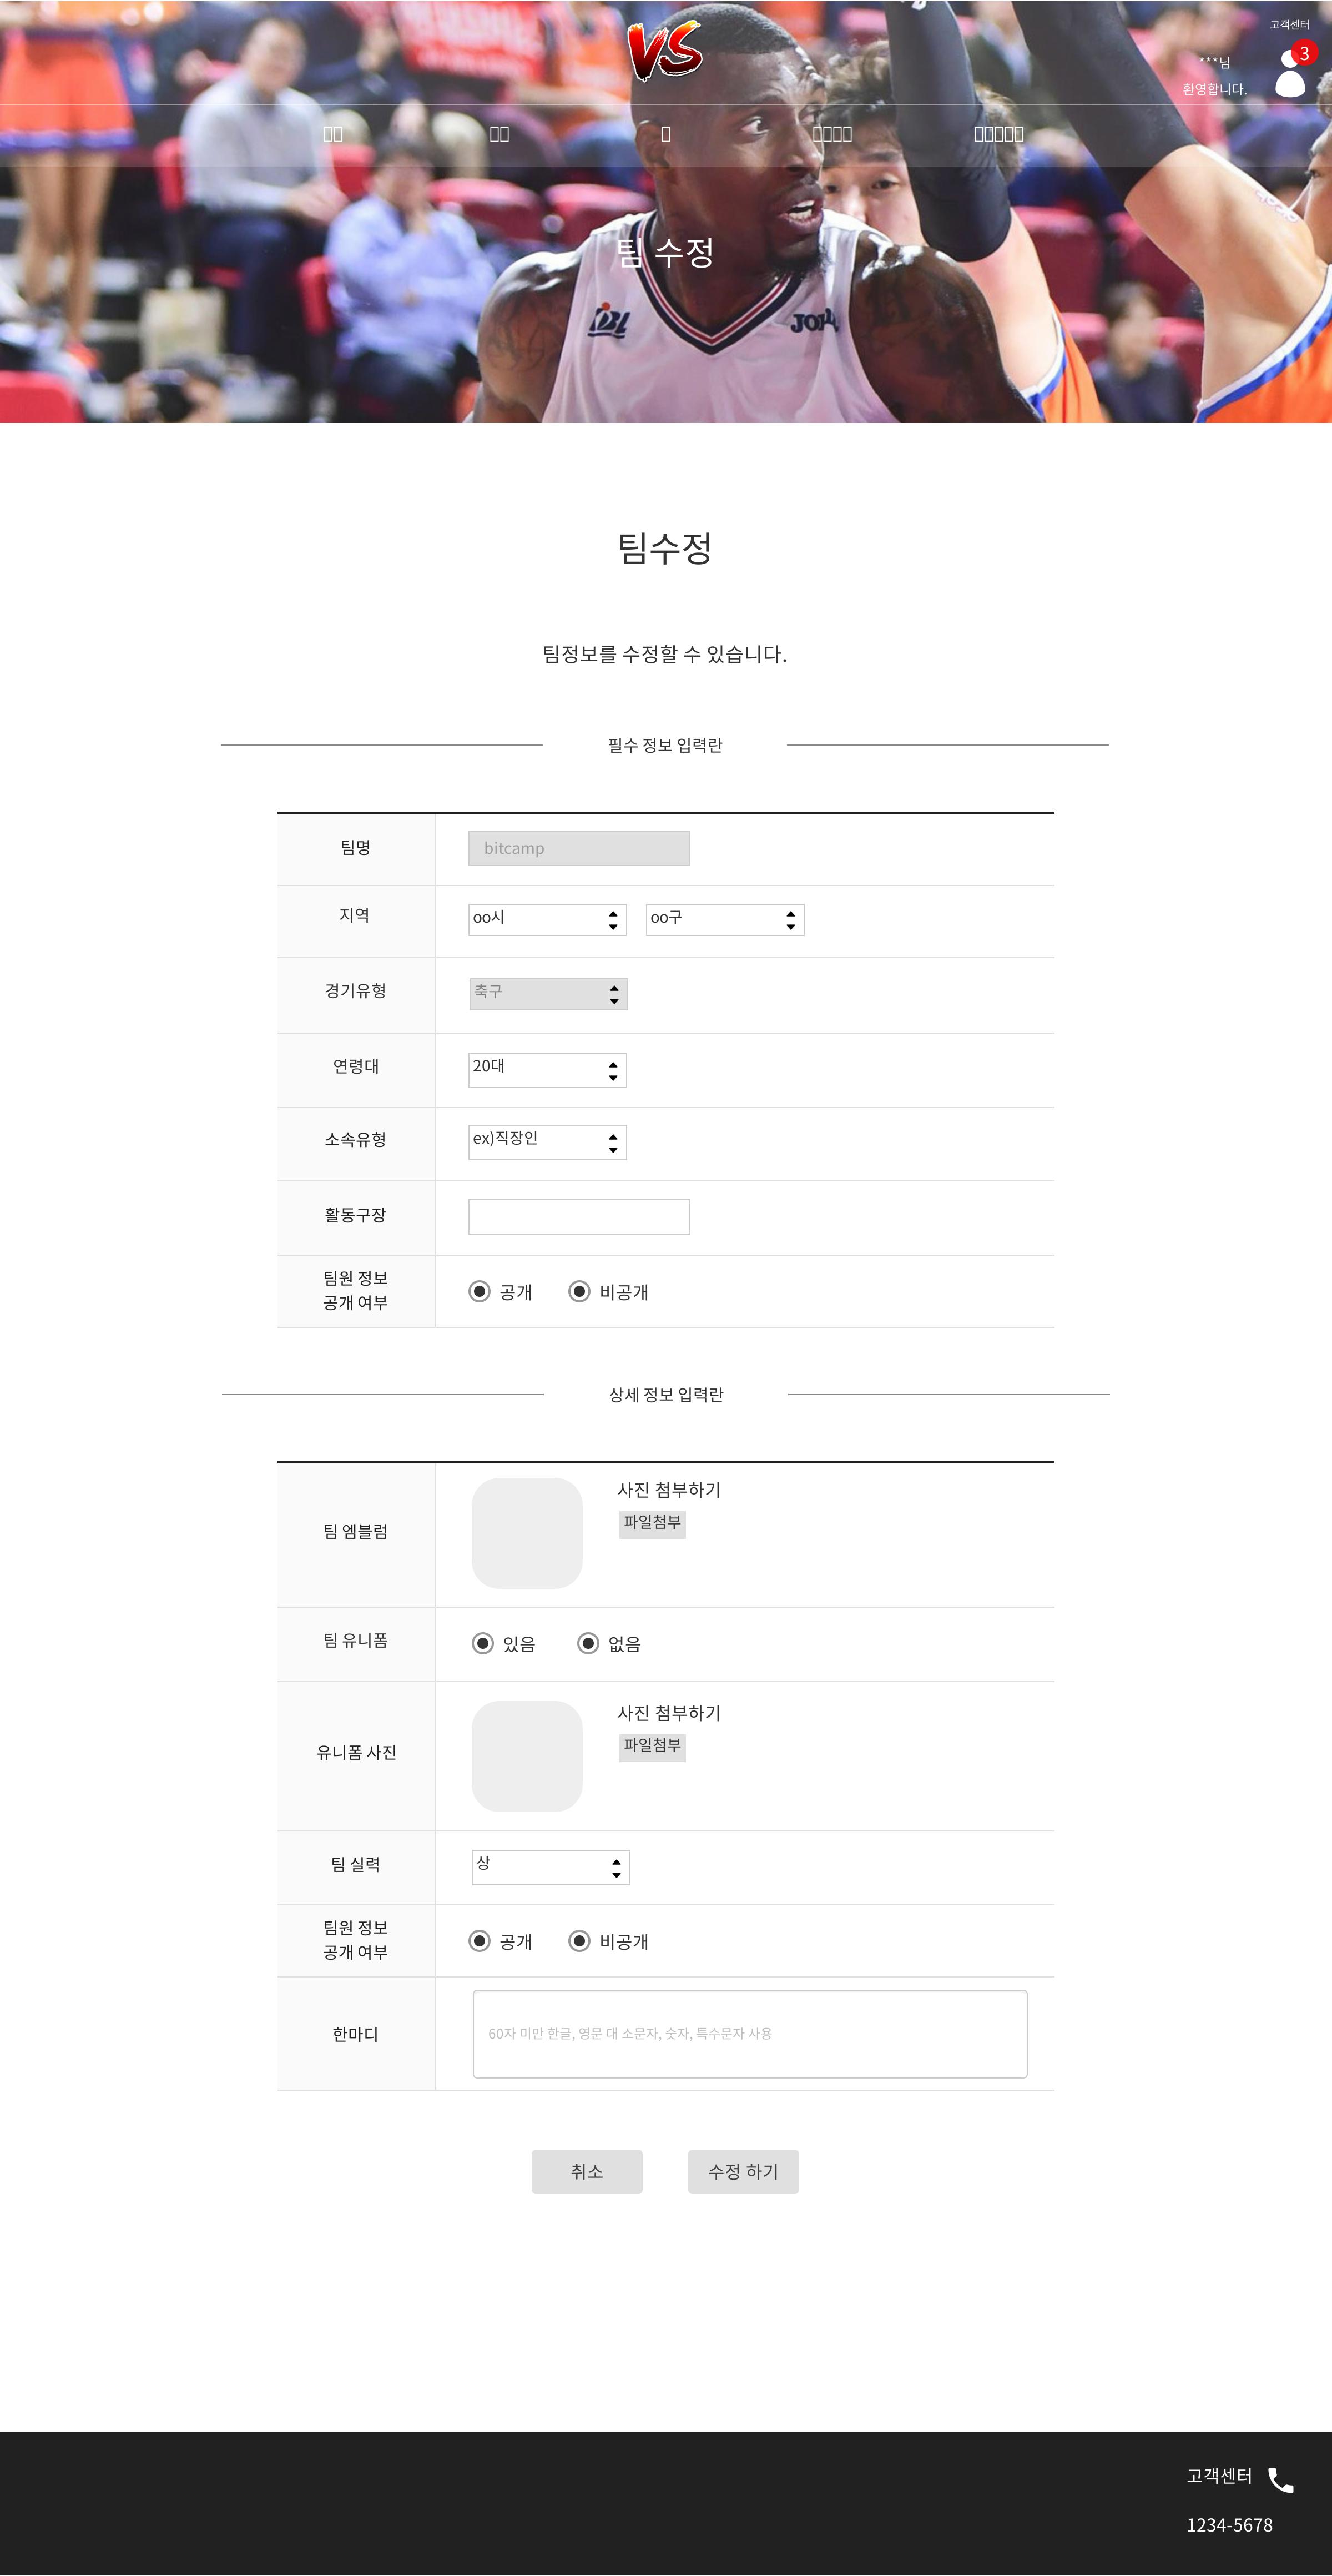 고객센터
VS
3
***님
환영합니다.
팀 수정
팀수정
팀정보를 수정할 수 있습니다.
필수 정보 입력란
팀명
bitcamp
지역
oo시
oo구
경기유형
축구
연령대
20대
소속유형
ex)직장인
활동구장
팀원 정보
공개 여부
공개
비공개
상세 정보 입력란
팀 엠블럼
사진 첨부하기
파일첨부
팀 유니폼
있음
없음
유니폼 사진
사진 첨부하기
파일첨부
팀 실력
상
팀원 정보
공개 여부
공개
비공개
한마디
60자 미만 한글, 영문 대 소문자, 숫자, 특수문자 사용
취소
수정 하기
고객센터
1234-5678